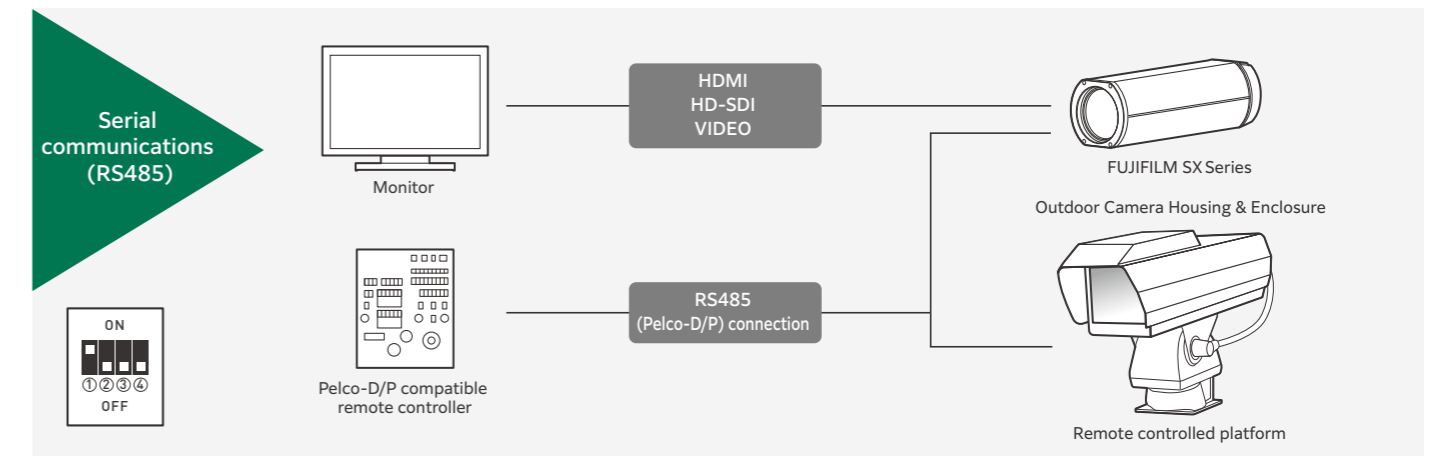 Serial
communications
(RS485)
Monitor
HDMI
HD-SDI
VIDEO
FUJIFILM SX Series
Outdoor Camera Housing & Enclosure
ON
①②③④
OFF
Pelco-D/P compatible
remote controller
RS485
(Pelco-D/P) connection
Remote controlled platform